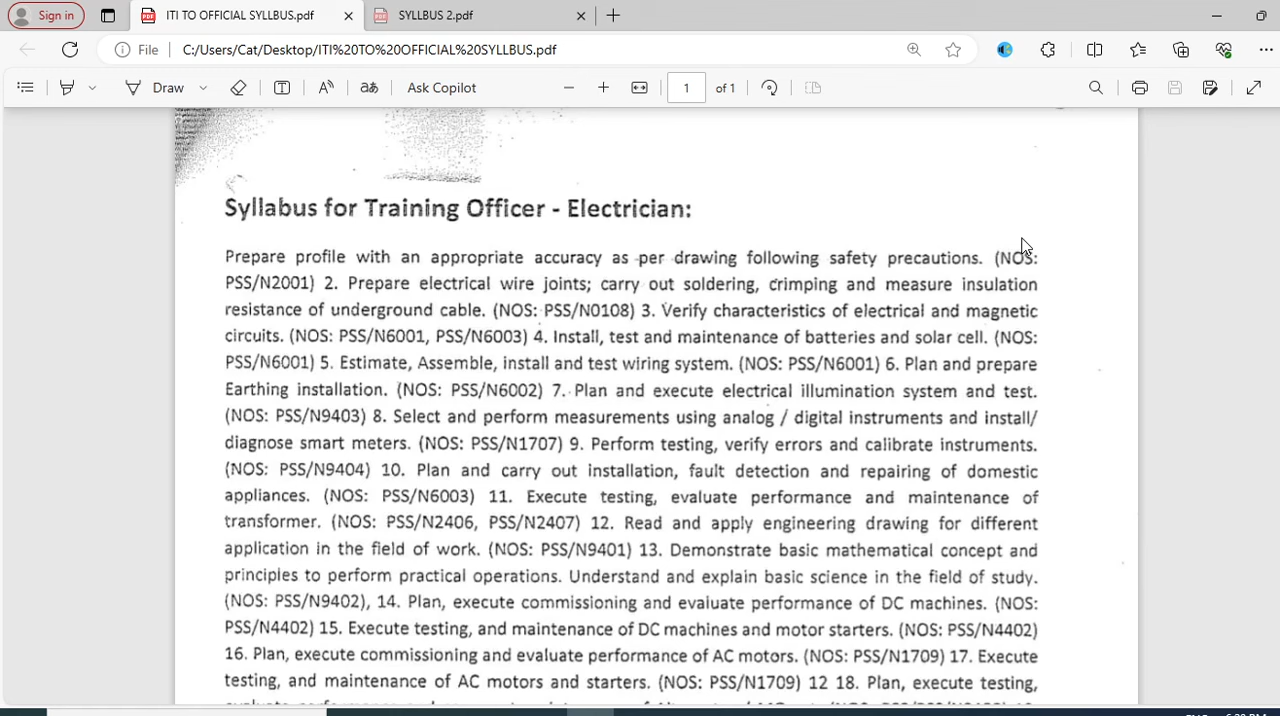 Sign in
ITI TO OFFICIAL SYLLBUS.pdf
SYLLBUS 2.pdf
File
C:/Users/Cat/Desktop/ITI%20TO%20OFFICIAL%20SYLLBUS.pdf
Draw
Ask Copilot
1 of 1
Syllabus for Training Officer - Electrician:
Prepare profile with an appropriate accuracy as per drawing following safety precautions. (NOS:
PSS/N2001) 2. Prepare electrical wire joints; carry out soldering, crimping and measure insulation
resistance of underground cable. (NOS: PSS/N0108) 3. Verify characteristics of electrical and magnetic
circuits. (NOS: PSS/N6001, PSS/N6003) 4. Install, test and maintenance of batteries and solar cell. (NOS:
PSS/N6001) 5. Estimate, Assemble, install and test wiring system. (NOS: PSS/N6001) 6. Plan and prepare
Earthing installation. (NOS: PSS/N6002) 7. Plan and execute electrical illumination system and test.
(NOS: PSS/N9403) 8. Select and perform measurements using analog / digital instruments and install/
diagnose smart meters. (NOS: PSS/N1707) 9. Perform testing, verify errors and calibrate instruments.
(NOS: PSS/N9404) 10. Plan and carry out installation, fault detection and repairing of domestic
appliances. (NOS: PSS/N6003) 11. Execute testing, evaluate performance and maintenance of
transformer. (NOS: PSS/N2406, PSS/N2407) 12. Read and apply engineering drawing for different
application in the field of work. (NOS: PSS/N9401) 13. Demonstrate basic mathematical concept and
principles to perform practical operations. Understand and explain basic science in the field of study.
(NOS: PSS/N9402), 14. Plan, execute commissioning and evaluate performance of DC machines. (NOS:
PSS/N4402) 15. Execute testing, and maintenance of DC machines and motor starters. (NOS: PSS/N4402)
16. Plan, execute commissioning and evaluate performance of AC motors. (NOS: PSS/N1709) 17. Execute
testing, and maintenance of AC motors and starters. (NOS: PSS/N1709) 12 18. Plan, execute testing,